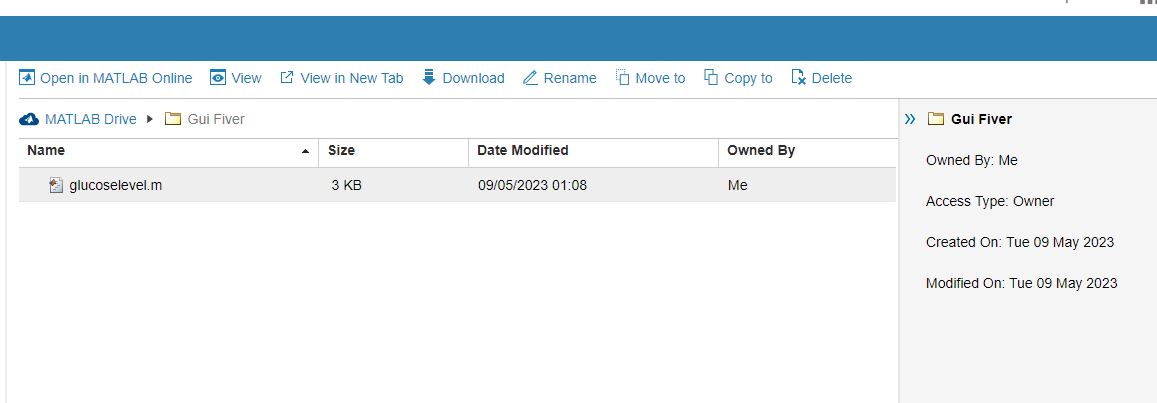 Open in MATLAB Online View View in New Tab Download Rename Move to Copy to Delete
MATLAB Drive Gui Fiver
Name Size Date Modified Owned By
glucoselevel.m 3 KB 09/05/2023 01:08 Me
Gui Fiver
Owned By: Me
Access Type: Owner
Created On: Tue 09 May 2023
Modified On: Tue 09 May 2023